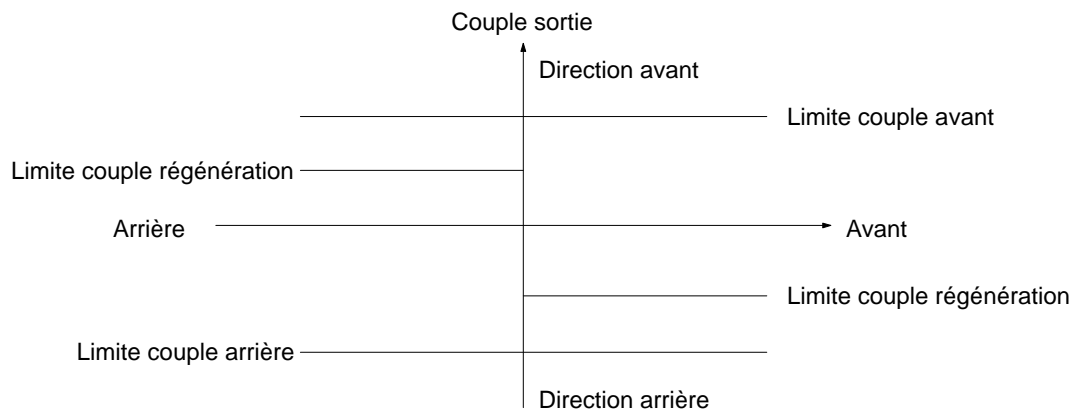 Couple sortie
Direction avant
Limite couple avant
Limite couple régénération
Arrière
Avant
Limite couple régénération
Limite couple arrière
Direction arrière